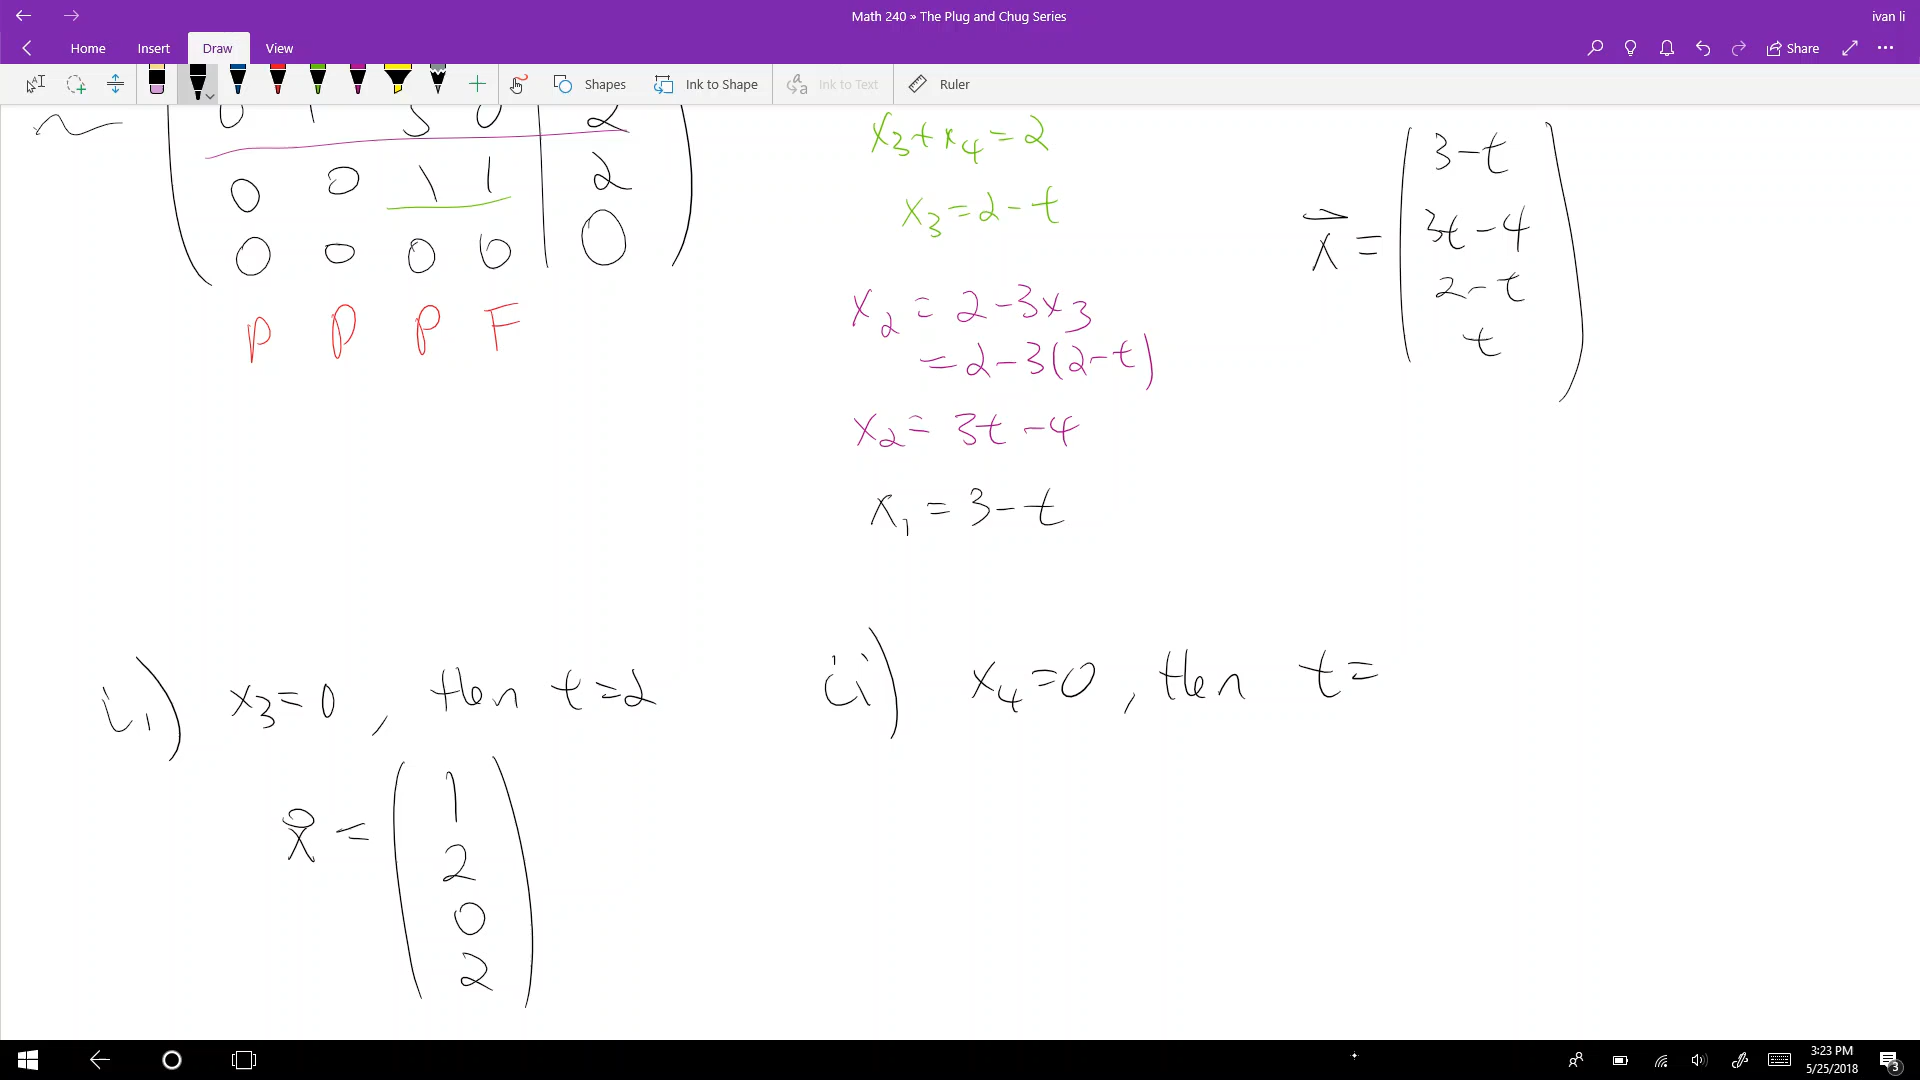 Math 240 » The Plug and Chug Series
ivan li
Home Insert Draw View
Share
Shapes Ink to Shape Ink to Text Ruler
0 1 3 0 | 2
0 0 1 1 | 2
0 0 0 0 | 0
P P P F
x₃ + x₄ = 2
x₃ = 2 - t
x₂ = 2 - 3x₃
= 2 - 3(2 - t)
x₂ = 3t - 4
x₁ = 3 - t
3 - t
3t - 4
x⃗ =
2 - t
t
i) x₃ = 0, then t = 2
x⃗ =
1
2
0
2
ii) x₄ = 0, then t =
3:23 PM
5/25/2018
3